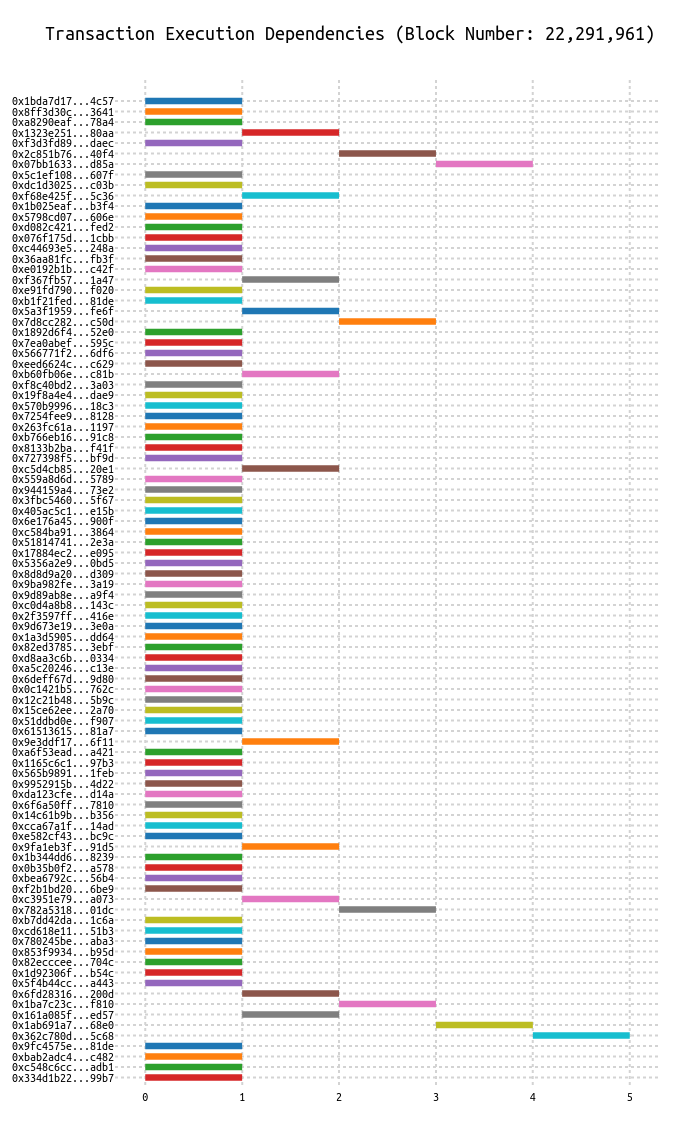 Transaction Execution Dependencies (Block Number: 22,291,961)
0x1bda7d17...4c57
0x8ff3d30c...3641
0xa8290eaf...78a4
0x1323e251...80aa
0xf3d3fd89...daec
0x2c851b76...40f4
0x07bb1633...d85a
0x5c1ef108...607f
0xdc1d3025...c03b
0xf68e425f...5c36
0x1b025eaf...b3f4
0x5798cd07...606e
0xd082c421...fed2
0x076f175d...1cbb
0xc44693e5...248a
0x36aa81fc...fb3f
0xe0192b1b...c42f
0xf367fb57...1a47
0xe91fd790...f020
0xb1f21fed...81de
0x5a3f1959...fe6f
0x7d8cc282...c50d
0x1892d6f4...52e0
0x7ea0abef...595c
0x566771f2...6df6
0xeed6624c...c629
0xb60fb06e...c81b
0xf8c40bd2...3a03
0x19f8a4e4...dae9
0x570b9996...18c3
0x7254fee9...8128
0x263fc61a...1197
0xb766eb16...91c8
0x8133b2ba...f41f
0x727398f5...bf9d
0xc5d4cb85...20e1
0x559a8d6d...5789
0x944159a4...73e2
0x3fbc5460...5f67
0x405ac5c1...e15b
0x6e176a45...900f
0xc584ba91...3864
0x51814741...2e3a
0x17884ec2...e095
0x5356a2e9...0bd5
0x8d8d9a20...d309
0x9ba982fe...3a19
0x9d89ab8e...a9f4
0xc0d4a8b8...143c
0x2f3597ff...416e
0x9d673e19...3e0a
0x1a3d5905...dd64
0x82ed3785...3ebf
0xd8aa3c6b...0334
0xa5c20246...c13e
0x6deff67d...9d80
0x0c1421b5...762c
0x12c21b48...5b9c
0x15ce62ee...2a70
0x51ddbd0e...f907
0x61513615...81a7
0x9e3ddf17...6f11
0xa6f53ead...a421
0x1165c6c1...97b3
0x565b9891...1feb
0x9952915b...4d22
0xda123cfe...d14a
0x6f6a50ff...7810
0x14c61b9b...b356
0xcca67a1f...14ad
0xe582cf43...bc9c
0x9fa1eb3f...91d5
0x1b344dd6...8239
0x0b35b0f2...a578
0xbea6792c...56b4
0xf2b1bd20...6be9
0xc3951e79...a073
0x782a5318...01dc
0xb7dd42da...1c6a
0xcd618e11...51b3
0x780245be...aba3
0x853f9934...b95d
0x82ecccee...704c
0x1d92306f...b54c
0x5f4b44cc...a443
0x6fd28316...200d
0x1ba7c23c...f810
0x161a085f...ed57
0x1ab691a7...68e0
0x362c780d...5c68
0x9fc4575e...81de
0xbab2adc4...c482
0xc548c6cc...adb1
0x334d1b22...99b7
0 1 2 3 4 5